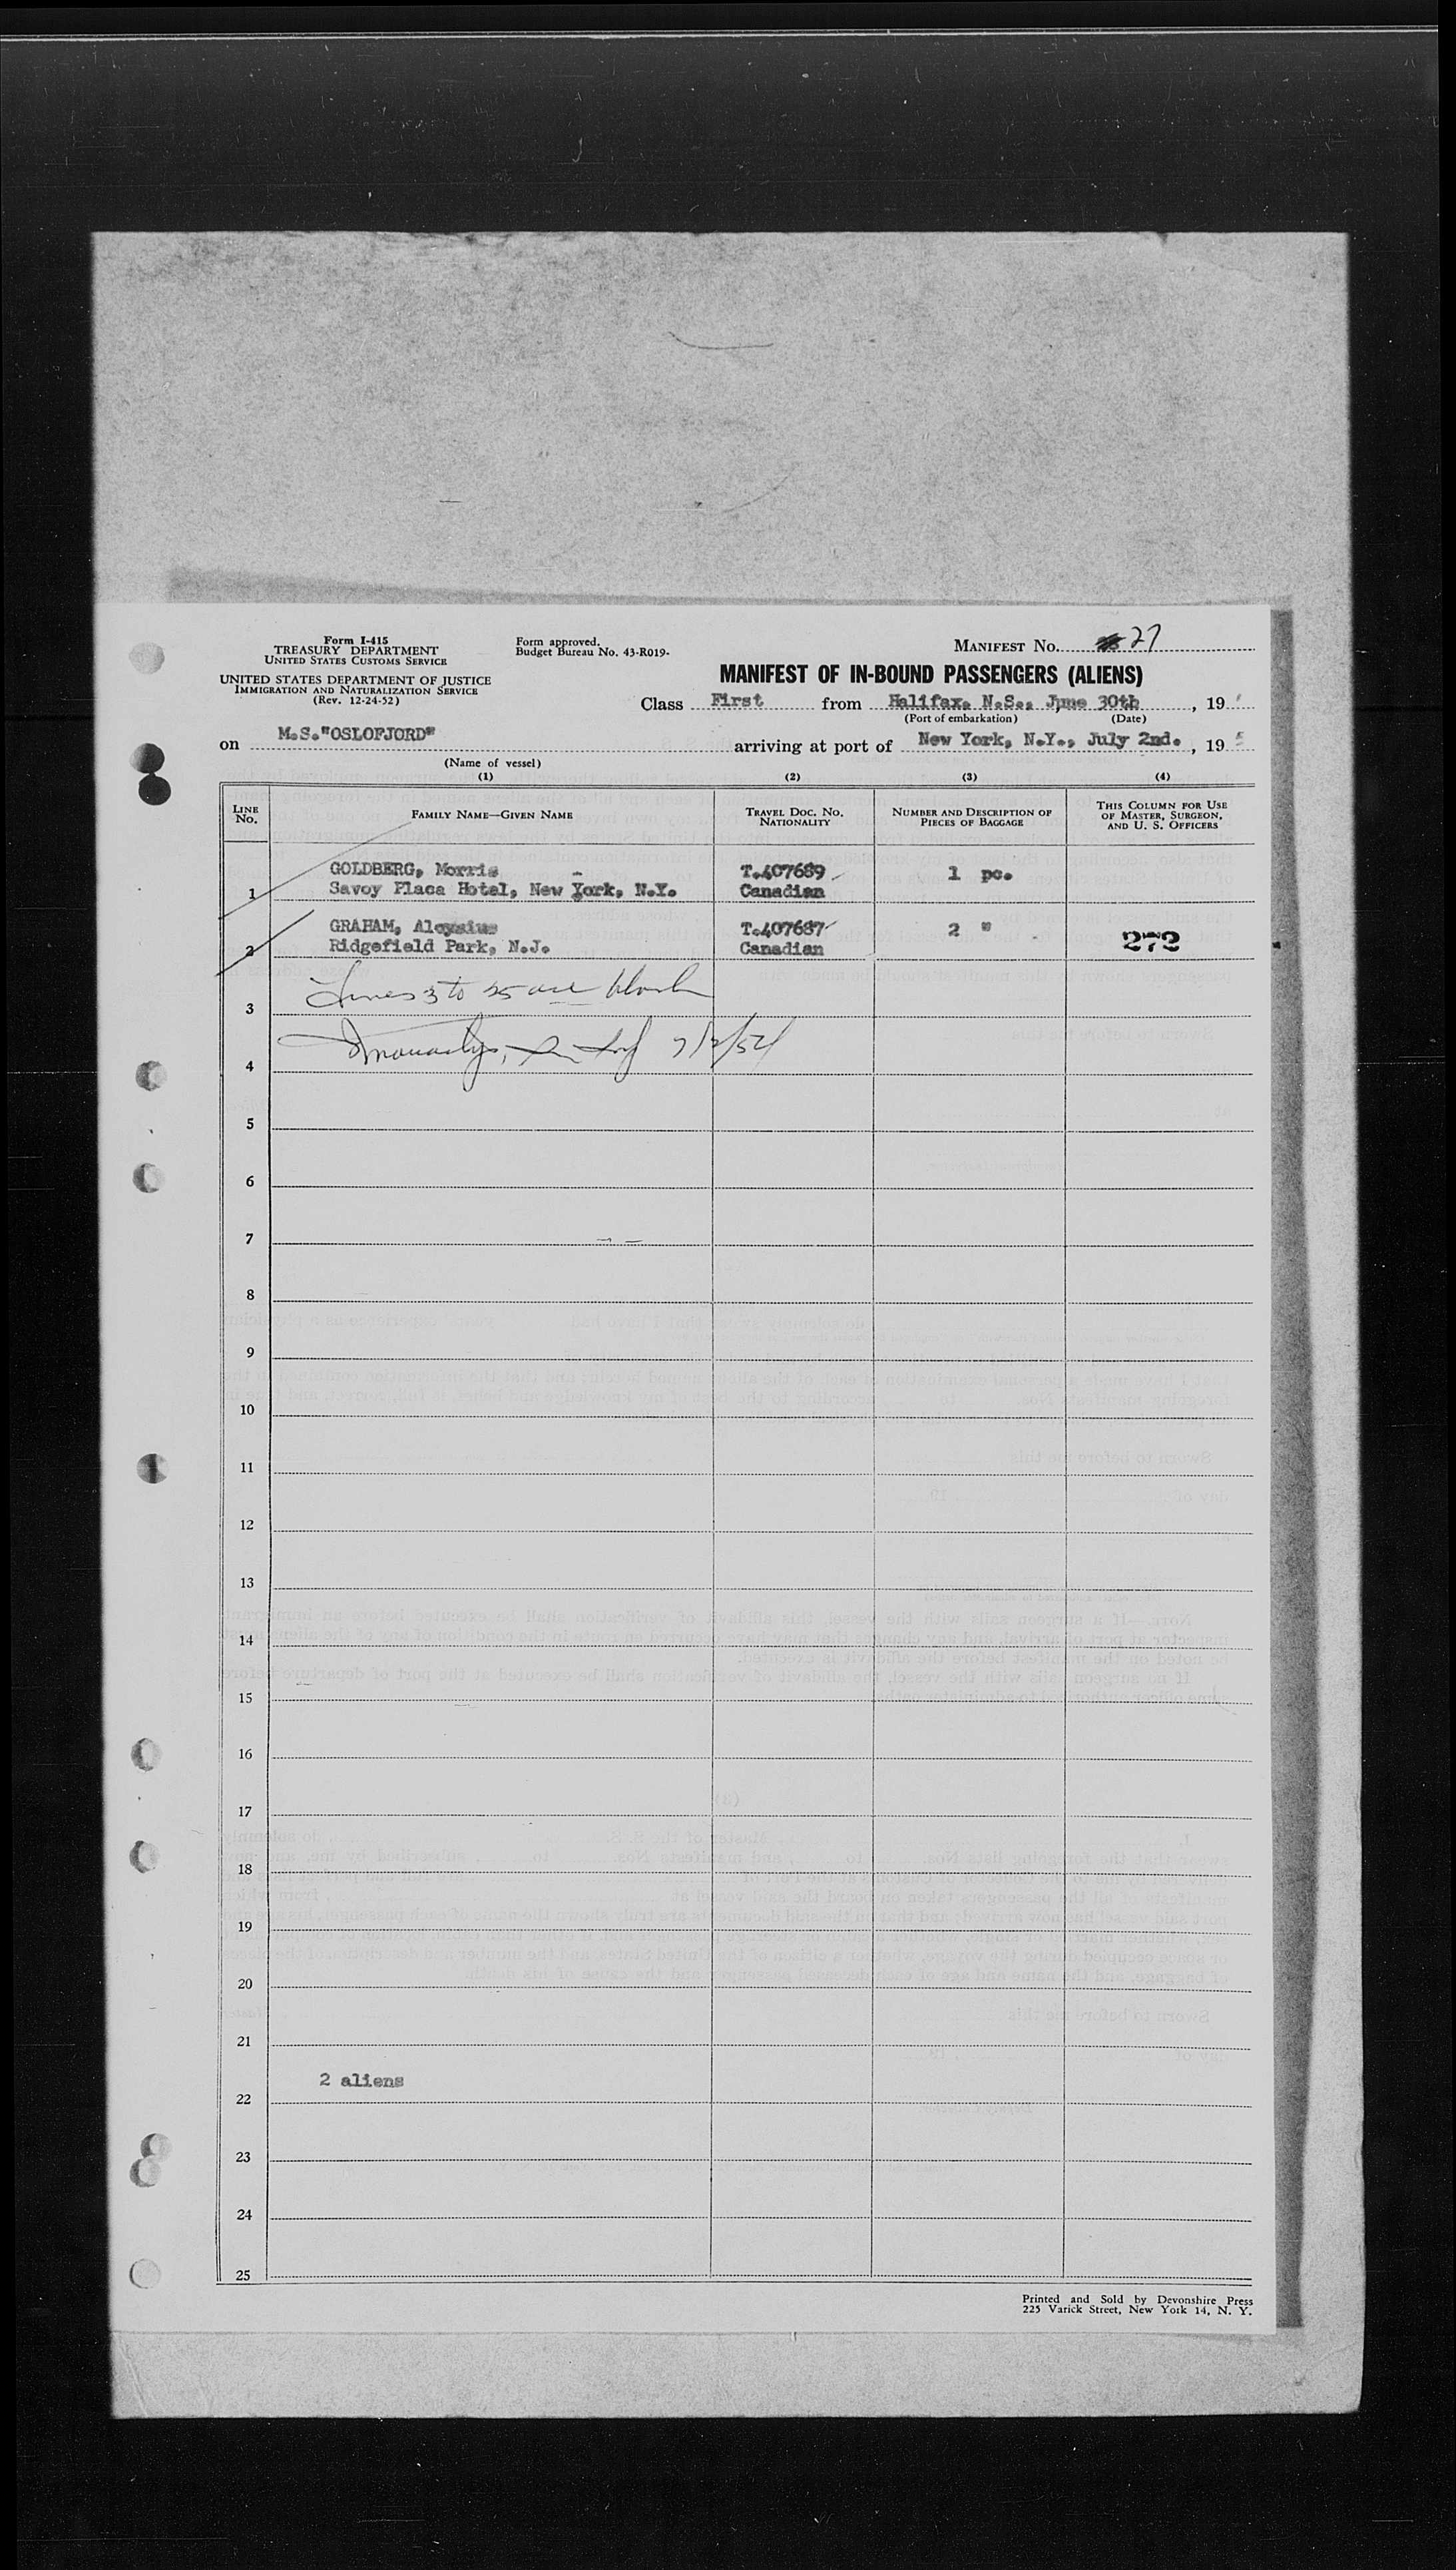 Form I-415
TREASURY DEPARTMENT
UNITED STATES CUSTOMS SERVICE
UNITED STATES DEPARTMENT OF JUSTICE
IMMIGRATION AND NATURALIZATION SERVICE
(Rev. 12-24-52)
Form approved.
Budget Bureau No. 43-R019-
MANIFEST NO. 27
MANIFEST OF IN-BOUND PASSENGERS (ALIENS)
Class First from Halifax, N.S., June 30th, 19
(Port of embarkation) (Date)
on M.S."OSLOFJORD" arriving at port of New York, N.Y., July 2nd., 195
(Name of vessel)
(1) (2) (3) (4)
LINE NO.
FAMILY NAME—GIVEN NAME
TRAVEL DOC. NO. NATIONALITY
NUMBER AND DESCRIPTION OF PIECES OF BAGGAGE
THIS COLUMN FOR USE OF MASTER, SURGEON, AND U. S. OFFICERS
GOLDBERG, Morris T.407689 1 pc.
1 Savoy Plaza Hotel, New York, N.Y. Canadian
GRAHAM, Aloysius T.407687 2 "
2 Ridgefield Park, N.J. Canadian 272
Lines 3 to 25 are blank
3
7/2/54
4
5
6
7
8
9
10
11
12
13
14
15
16
17
18
19
20
21
2 aliens
22
23
24
25
Printed and Sold by Devonshire Press
225 Varick Street, New York 14, N. Y.